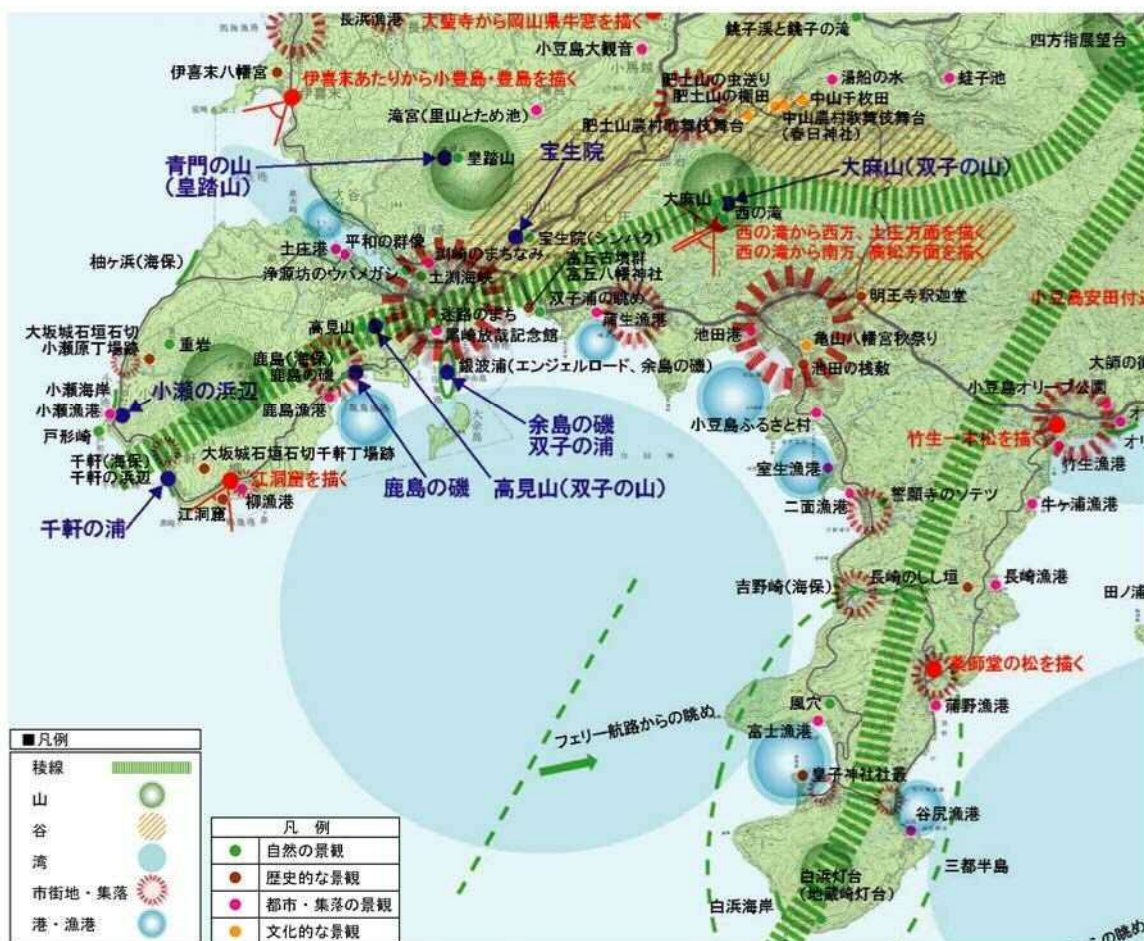 長浜漁港
大聖寺から岡山県牛窓を描く
銚子渓と銚子の滝
小豆島大観音
四方指展望台
伊喜末八幡宮
伊喜末あたりから小豊島・豊島を描く
肥土山の虫送り
湯船の水
蛙子池
肥土山の棚田
中山千枚田
滝宮(里山とため池)
肥土山農村歌舞伎舞台
中山農村歌舞伎舞台
(春日神社)
青門の山
(皇踏山)
皇踏山
宝生院
大麻山(双子の山)
大麻山
西の滝
宝生院(シンパク)
西の滝から西方、土庄方面を描く
西の滝から南方、高松方面を描く
土庄港
平和の群像
渕崎のまちなみ
浄源坊のウバメガシ
土渕海峡
富丘古墳群
富丘八幡神社
柚ヶ浜(海保)
双子浦の眺め
明王寺釈迦堂
小豆島安田付近
迷路のまち
蒲生漁港
大坂城石垣石切
小瀬原丁場跡
重岩
高見山
尾崎放哉記念館
池田港
亀山八幡宮秋祭り
鹿島(海保)
鹿島の磯
銀波浦(エンジェルロード、余島の磯)
池田の桟敷
小瀬海岸
小瀬漁港
小瀬の浜辺
鹿島漁港
余島の磯
双子の浦
小豆島オリーブ公園
小豆島ふるさと村
戸形崎
竹生一本松を描く
千軒(海保)
千軒の浜辺
大坂城石垣石切千軒丁場跡
江洞窟を描く
竹生漁港
室生漁港
鹿島の磯
高見山(双子の山)
柳漁港
江洞窟
千軒の浦
二面漁港
誓願寺のソテツ
牛ヶ浦漁港
吉野崎(海保)
長崎のしし垣
長崎漁港
田ノ浦
薬師堂の松を描く
風穴
蒲野漁港
富士漁港
フェリー航路からの眺め
皇子神社社叢
谷尻漁港
三都半島
白浜灯台
(地蔵崎灯台)
白浜海岸
らの眺め
■凡例
稜線
山
谷
湾
市街地・集落
港・漁港
凡 例
自然の景観
歴史的な景観
都市・集落の景観
文化的な景観